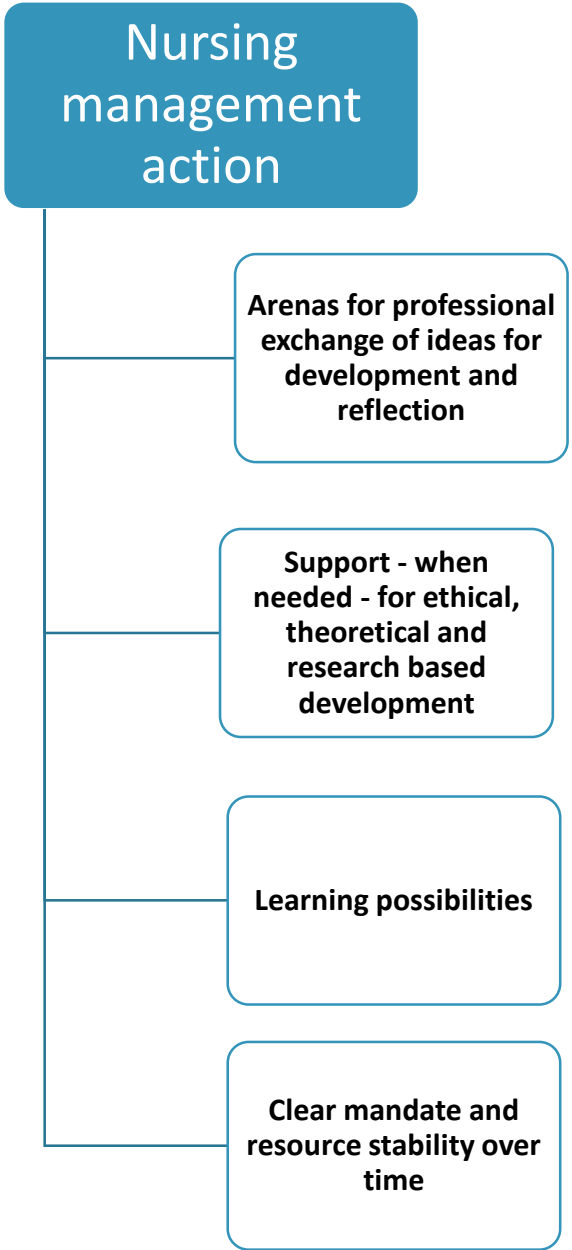 Nursing
management
action
Arenas for professional
exchange of ideas for
development and
reflection
Support - when
needed - for ethical,
theoretical and
research based
development
Learning possibilities
Clear mandate and
resource stability over
time